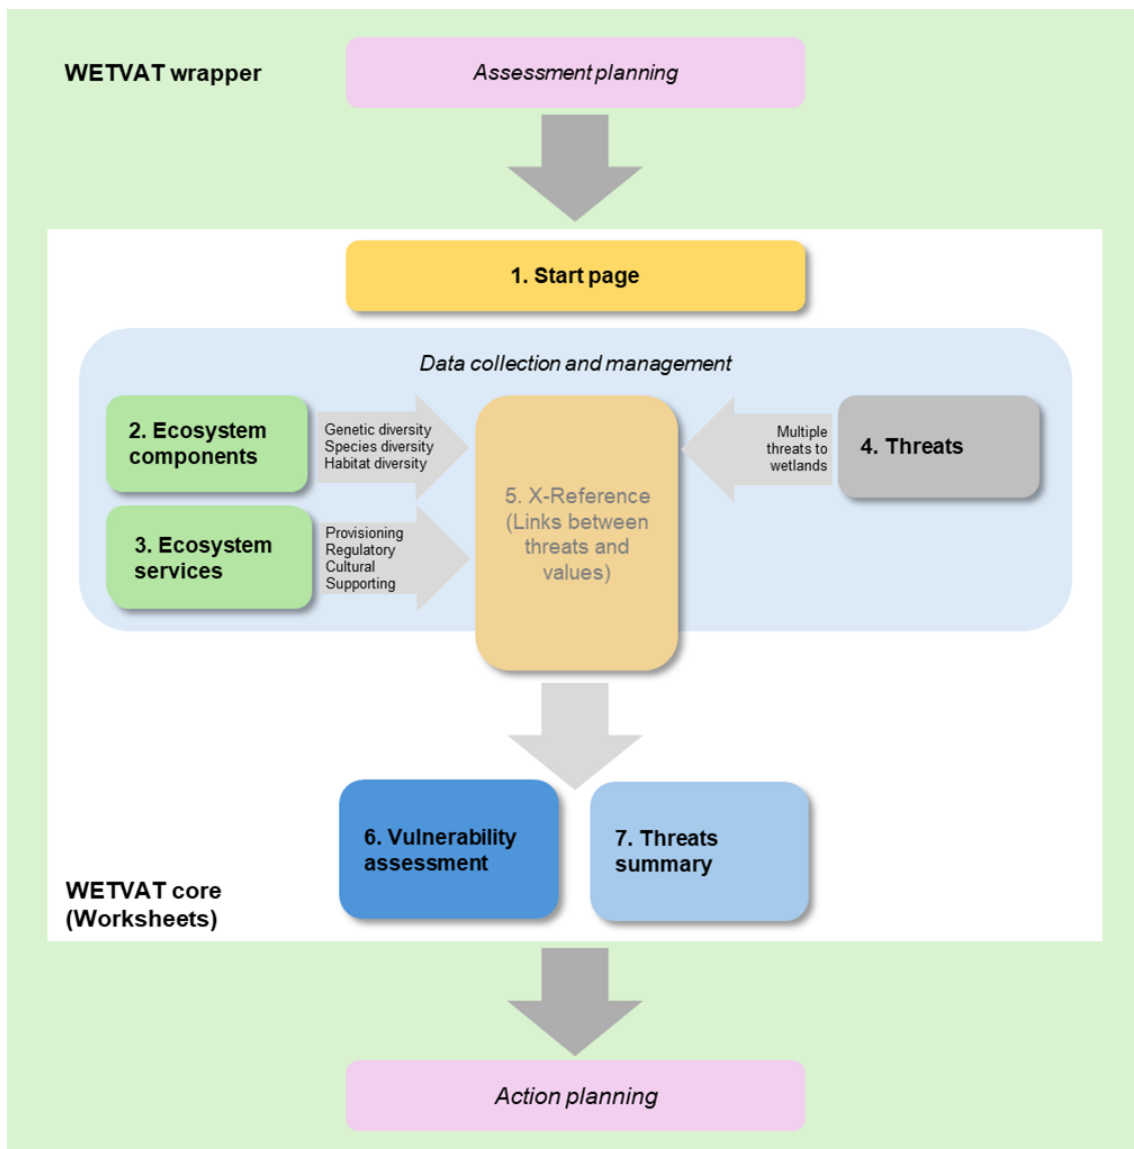 WETVAT wrapper
Assessment planning
1. Start page
Data collection and management
2. Ecosystem
components
Genetic diversity
Species diversity
Habitat diversity
3. Ecosystem
services
Provisioning
Regulatory
Cultural
Supporting
5. X-Reference
(Links between
threats and
values)
Multiple
threats to
wetlands
4. Threats
6. Vulnerability
assessment
7. Threats
summary
WETVAT core
(Worksheets)
Action planning